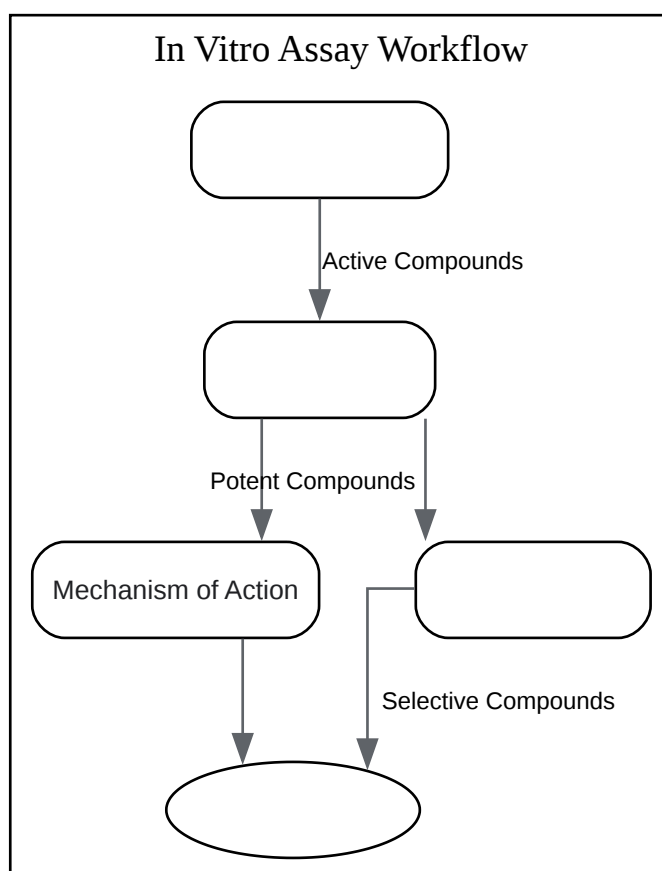 In Vitro Assay Workflow
Active Compounds
Potent Compounds
Mechanism of Action
Selective Compounds